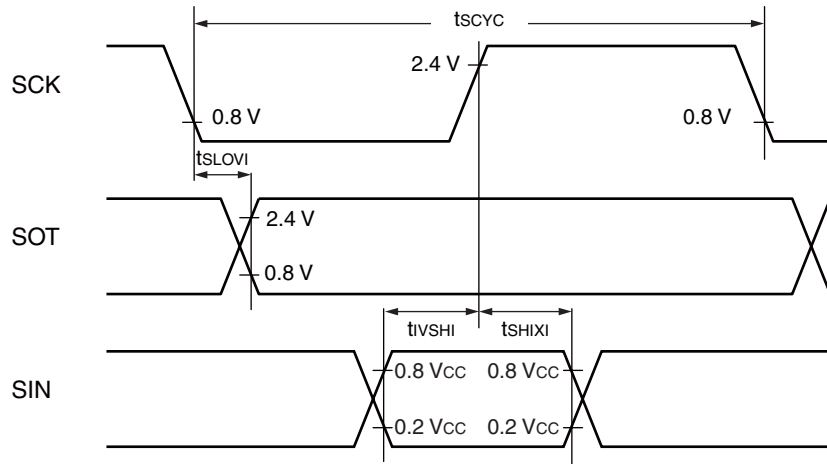 tSCYC
SCK
2.4 V
0.8 V
0.8 V
tSLOVI
SOT
2.4 V
0.8 V
tIVSHI
tSHIXI
SIN
0.8 VCC
0.8 VCC
0.2 VCC
0.2 VCC